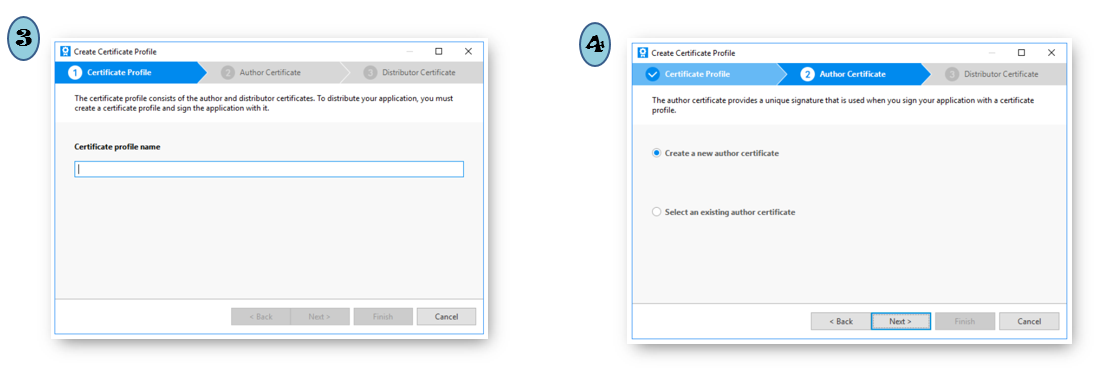 3
Create Certificate Profile
1 Certificate Profile 2 Author Certificate 3 Distributor Certificate
The certificate profile consists of the author and distributor certificates. To distribute your application, you must
create a certificate profile and sign the application with it.
Certificate profile name
< Back Next > Finish Cancel
4
Create Certificate Profile
Certificate Profile 2 Author Certificate 3 Distributor Certificate
The author certificate provides a unique signature that is used when you sign your application with a certificate
profile.
Create a new author certificate
Select an existing author certificate
< Back Next > Finish Cancel